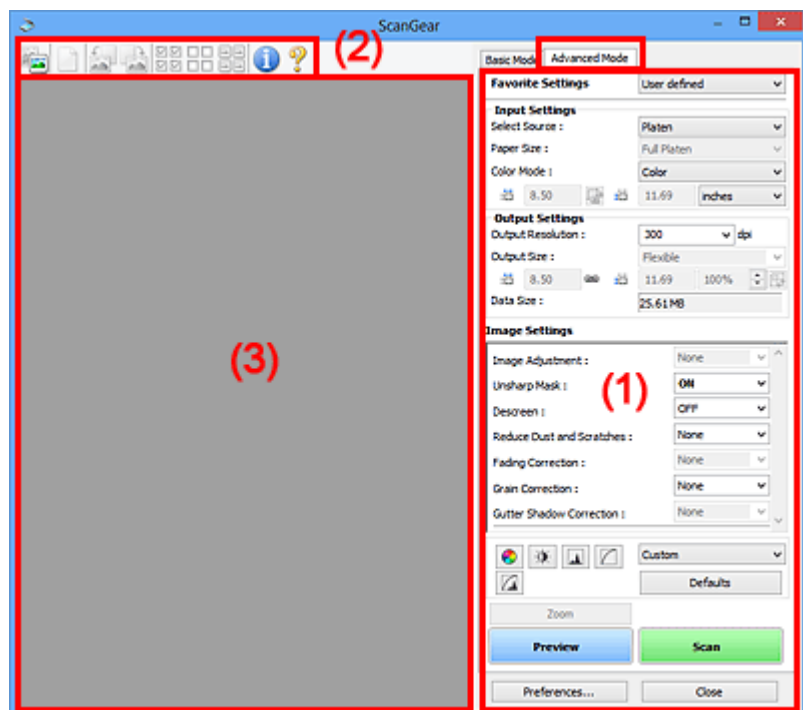 ScanGear
(2)
Basic Mode Advanced Mode
Favorite Settings User defined
Input Settings
Select Source : Platen
Paper Size : Full Platen
Color Mode : Color
8.50 11.69 inches
Output Settings
Output Resolution : 300 dpi
Output Size : Flexible
8.50 11.69 100%
Data Size : 25.61MB
Image Settings
(3)
(1)
Image Adjustment : None
Unsharp Mask : ON
Descreen : OFF
Reduce Dust and Scratches : None
Fading Correction : None
Grain Correction : None
Gutter Shadow Correction : None
Custom
Defaults
Zoom
Preview Scan
Preferences... Close